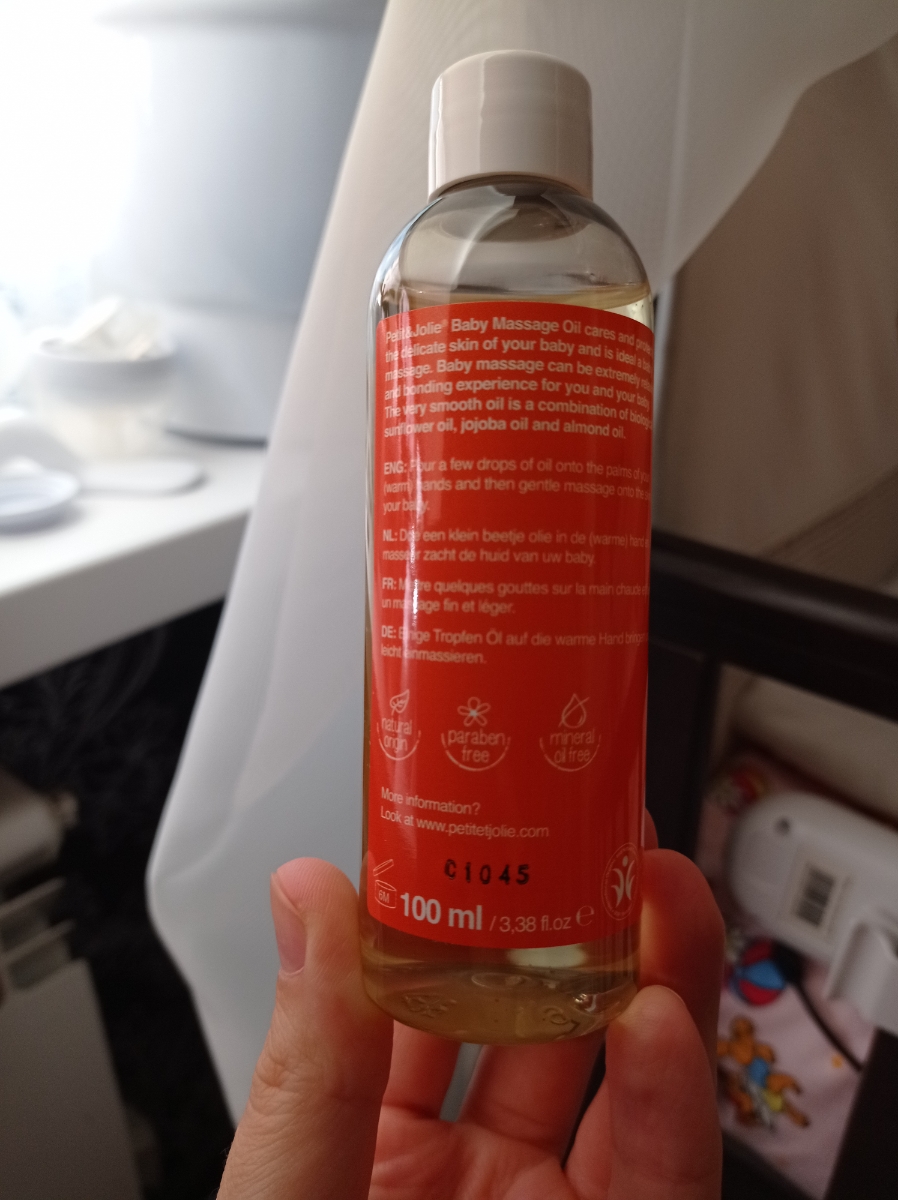 Petit&Jolie® Baby Massage Oil cares and
the delicate skin of your baby and is ideal a
massage. Baby massage can be extremely
and bonding experience for you and your baby
The very smooth oil is a combination of
sunflower oil, jojoba oil and almond oil.
ENG: Pour a few drops of oil onto the palms of
(warm) hands and then gentle massage onto the
your baby.
NL: Doe een klein beetje olie in de (warme) hand
masseer zacht de huid van uw baby.
FR: Mettre quelques gouttes sur la main chaude
un massage fin et léger.
DE: Einige Tropfen Öl auf die warme Hand bringen
leicht einmassieren.
natural
origin
paraben
free
mineral
oil free
More information?
Look at www.petitetjolie.com
C1045
6M
100 ml / 3,38 fl.oz ℮